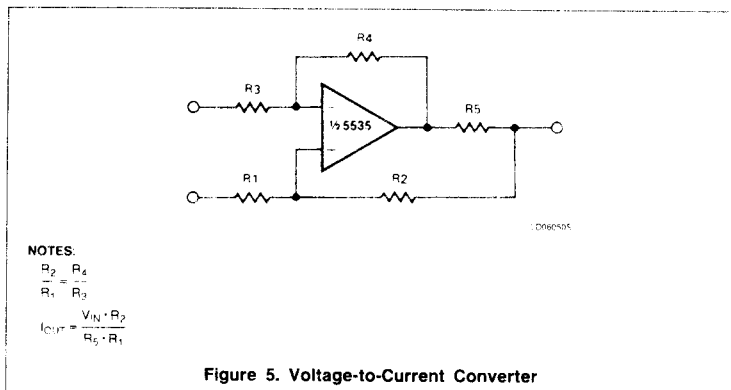 R4
R3
R5
½ 5535
R1
R2
NOTES:
R2 / R1 = R4 / R3
IOUT = VIN · R2 / R5 · R1
Figure 5. Voltage-to-Current Converter